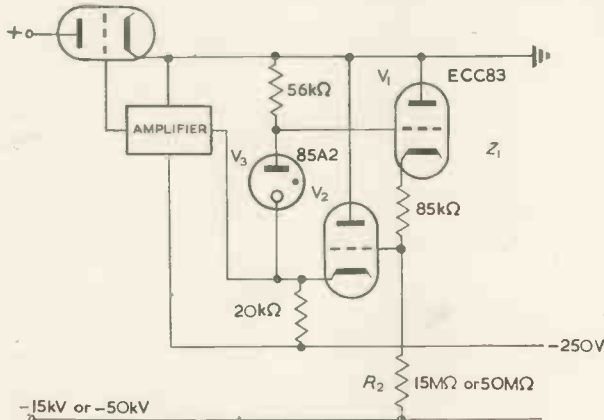 +
V₁
ECC83
56kΩ
AMPLIFIER
V₃
85A2
Z₁
V₂
85kΩ
20kΩ
-250V
R₂
15MΩ or 50MΩ
-15kV or -50kV